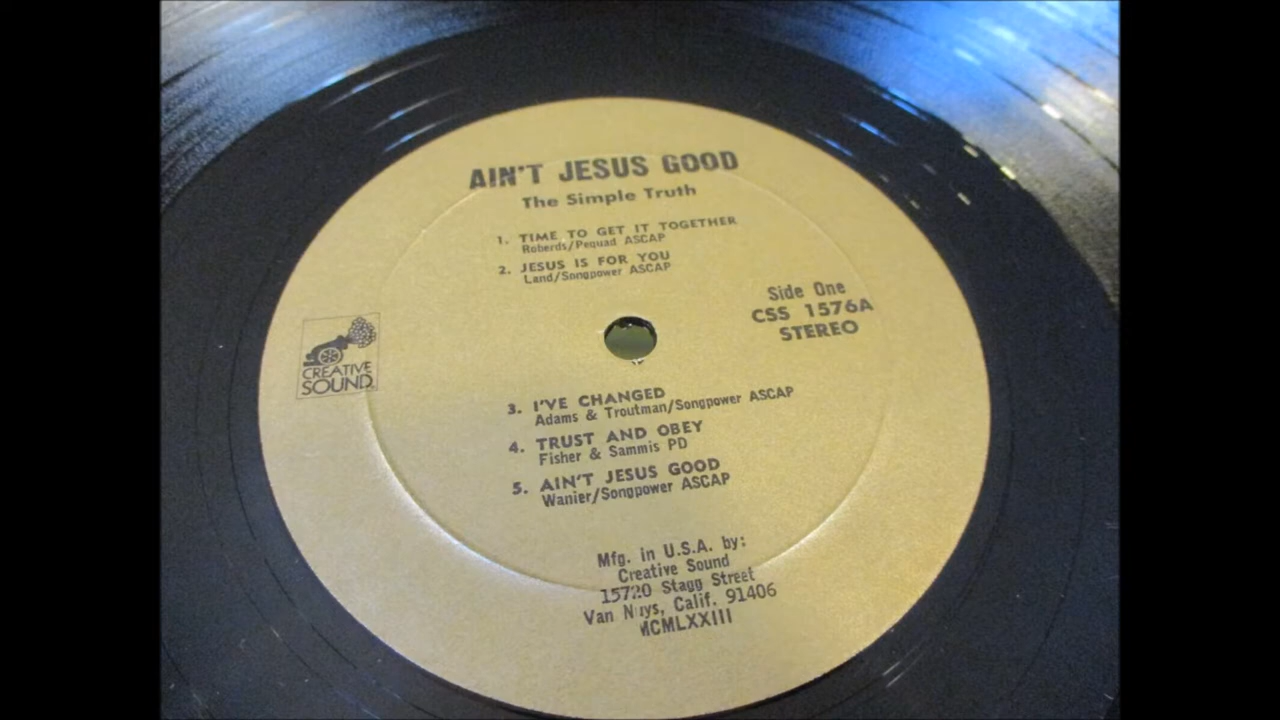 AIN'T JESUS GOOD
The Simple Truth
1. TIME TO GET IT TOGETHER
Roberds/Pequad ASCAP
2. JESUS IS FOR YOU
Land/Songpower ASCAP
Side One
CSS 1576A
STEREO
CREATIVE
SOUND
3. I'VE CHANGED
Adams & Troutman/Songpower ASCAP
4. TRUST AND OBEY
Fisher & Sammis PD
5. AIN'T JESUS GOOD
Wanier/Songpower ASCAP
Mfg. in U.S.A. by:
Creative Sound
15720 Stagg Street
Van Nuys, Calif. 91406
MCMLXXIII